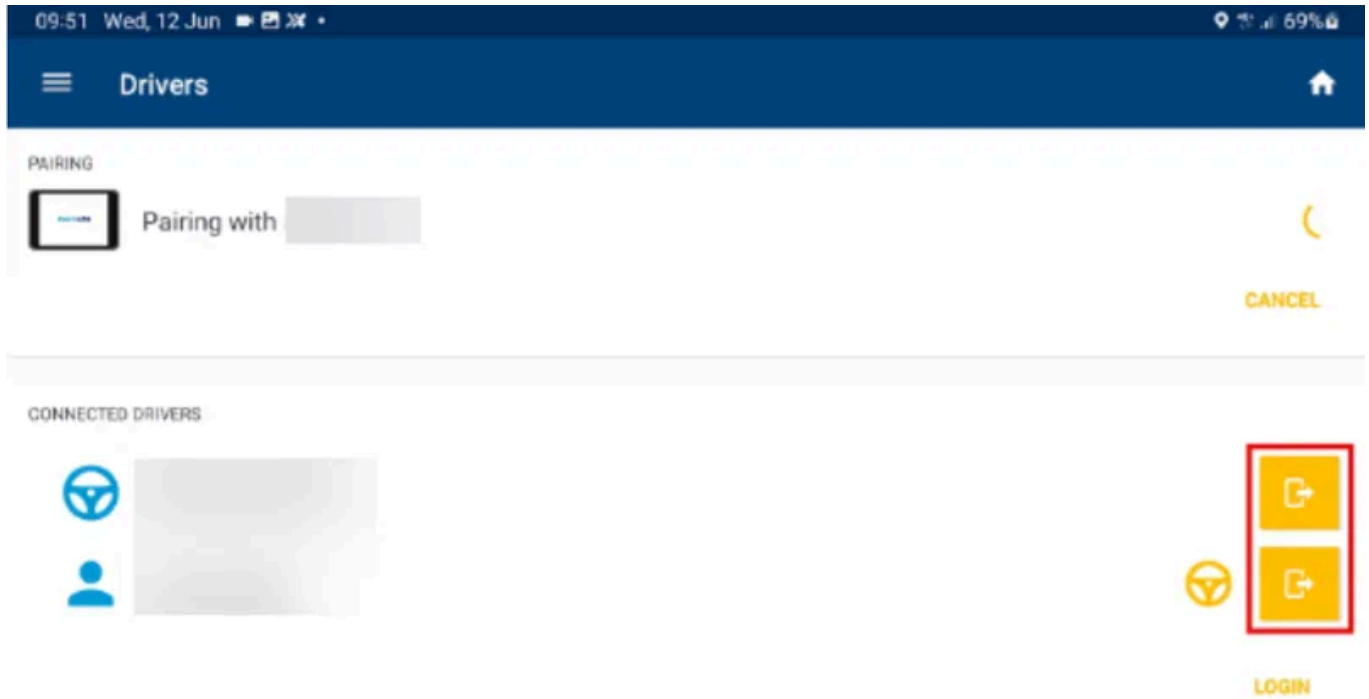 09:51 Wed, 12 Jun
69%
Drivers
PAIRING
Pairing with
CANCEL
CONNECTED DRIVERS
LOGIN